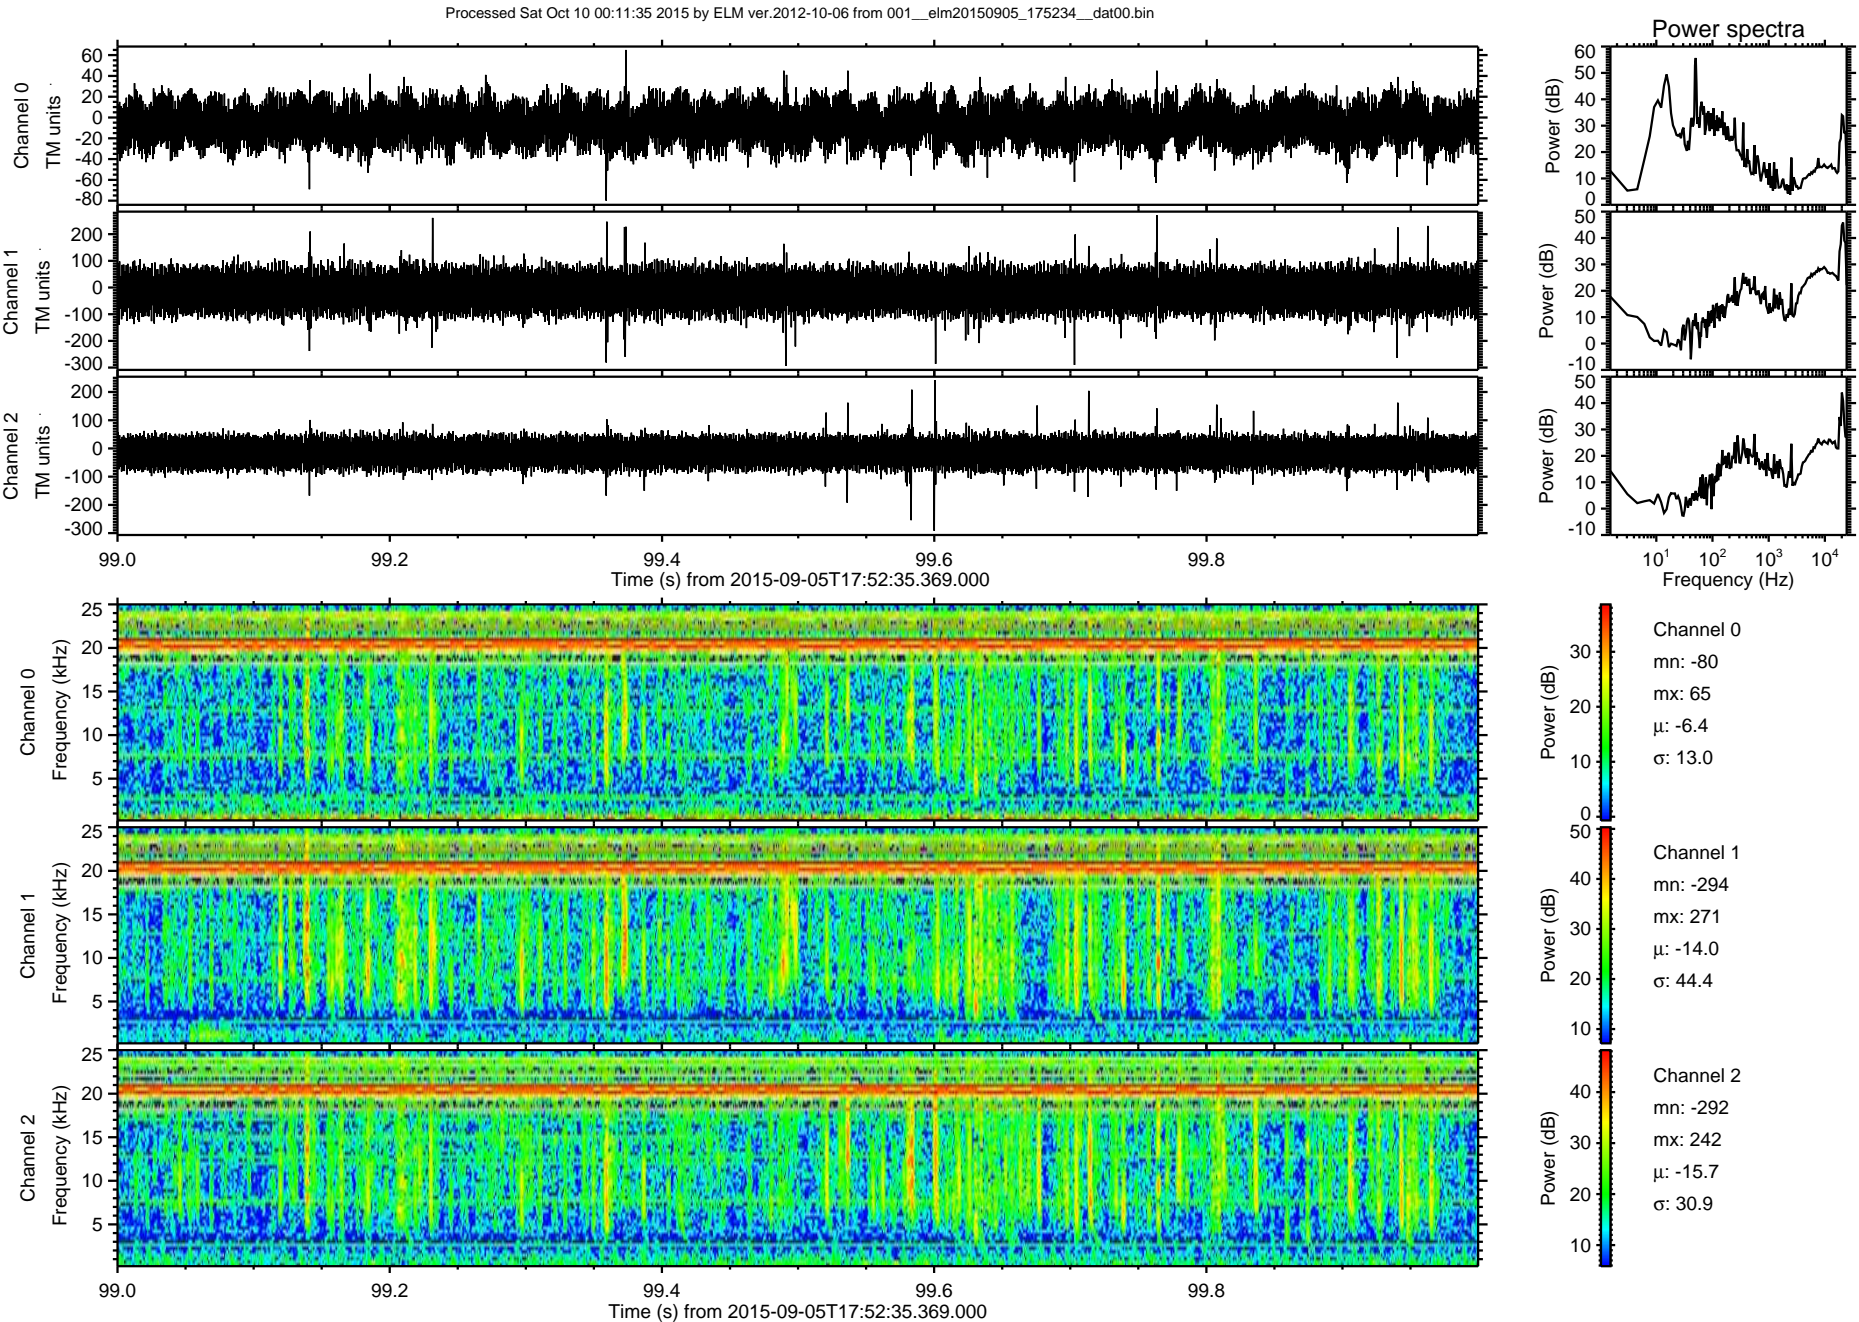 Processed Sat Oct 10 00:11:35 2015 by ELM ver.2012-10-06 from 001__elm20150905_175234__dat00.bin
Power spectra
Channel 0
TM units
60
40
20
0
-20
-40
-60
-80
Power (dB)
60
50
40
30
20
10
0
Channel 1
TM units
200
100
0
-100
-200
-300
Power (dB)
50
40
30
20
10
0
-10
Channel 2
TM units
200
100
0
-100
-200
-300
Power (dB)
50
40
30
20
10
0
-10
99.0 99.2 99.4 99.6 99.8
Time (s) from 2015-09-05T17:52:35.369.000
10¹ 10² 10³ 10⁴
Frequency (Hz)
Channel 0
Frequency (kHz)
25
20
15
10
5
Power (dB)
30
20
10
0
Channel 0
mn: -80
mx: 65
μ: -6.4
σ: 13.0
Channel 1
Frequency (kHz)
25
20
15
10
5
Power (dB)
50
40
30
20
10
Channel 1
mn: -294
mx: 271
μ: -14.0
σ: 44.4
Channel 2
Frequency (kHz)
25
20
15
10
5
Power (dB)
40
30
20
10
Channel 2
mn: -292
mx: 242
μ: -15.7
σ: 30.9
99.0 99.2 99.4 99.6 99.8
Time (s) from 2015-09-05T17:52:35.369.000